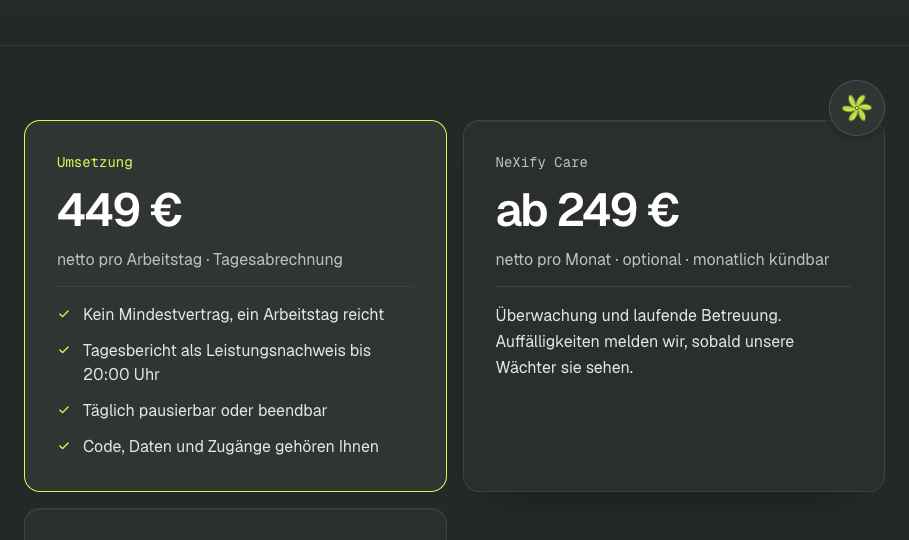 Umsetzung
449 €
netto pro Arbeitstag · Tagesabrechnung
Kein Mindestvertrag, ein Arbeitstag reicht
Tagesbericht als Leistungsnachweis bis
20:00 Uhr
Täglich pausierbar oder beendbar
Code, Daten und Zugänge gehören Ihnen
NeXify Care
ab 249 €
netto pro Monat · optional · monatlich kündbar
Überwachung und laufende Betreuung.
Auffälligkeiten melden wir, sobald unsere
Wächter sie sehen.